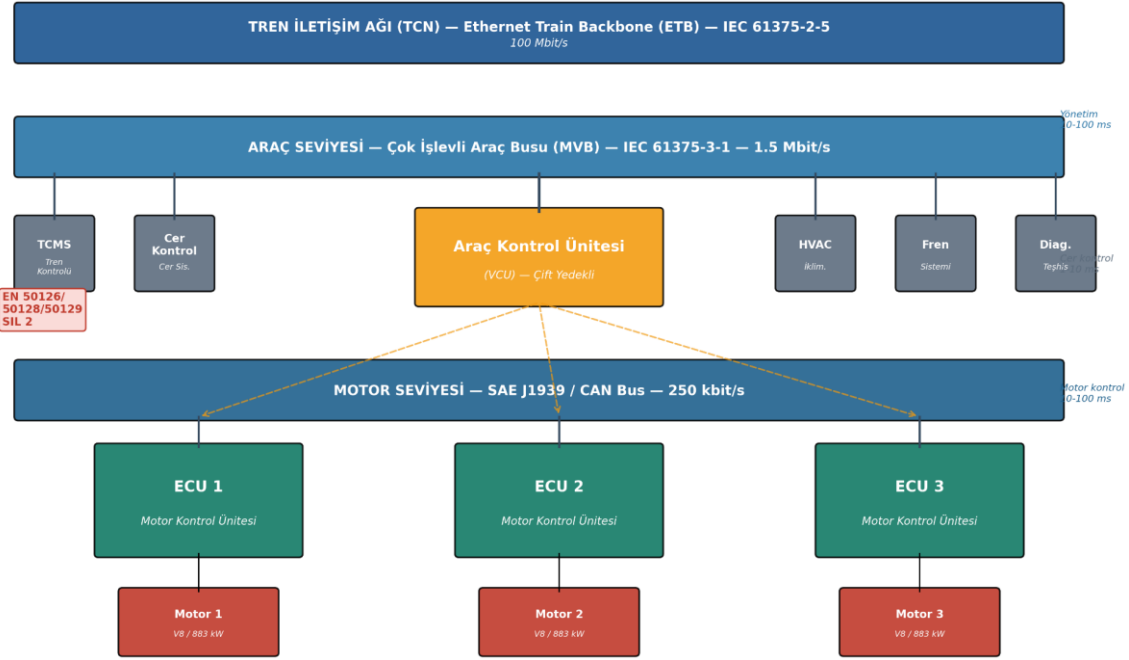 TREN İLETİŞİM AĞI (TCN) — Ethernet Train Backbone (ETB) — IEC 61375-2-5
100 Mbit/s
Yönetim
0-100 ms
ARAÇ SEVİYESİ — Çok İşlevli Araç Busu (MVB) — IEC 61375-3-1 — 1.5 Mbit/s
TCMS
Tren
Kontrolü
Cer
Kontrol
Cer Sis.
Araç Kontrol Ünitesi
(VCU) — Çift Yedekli
HVAC
İklim.
Fren
Sistemi
Diag.
Teşhis
Cer kontrol
ms
EN 50126/
50128/50129
SIL 2
MOTOR SEVİYESİ — SAE J1939 / CAN Bus — 250 kbit/s
Motor kontrol
0-100 ms
ECU 1
Motor Kontrol Ünitesi
ECU 2
Motor Kontrol Ünitesi
ECU 3
Motor Kontrol Ünitesi
Motor 1
V8 / 883 kW
Motor 2
V8 / 883 kW
Motor 3
V8 / 883 kW